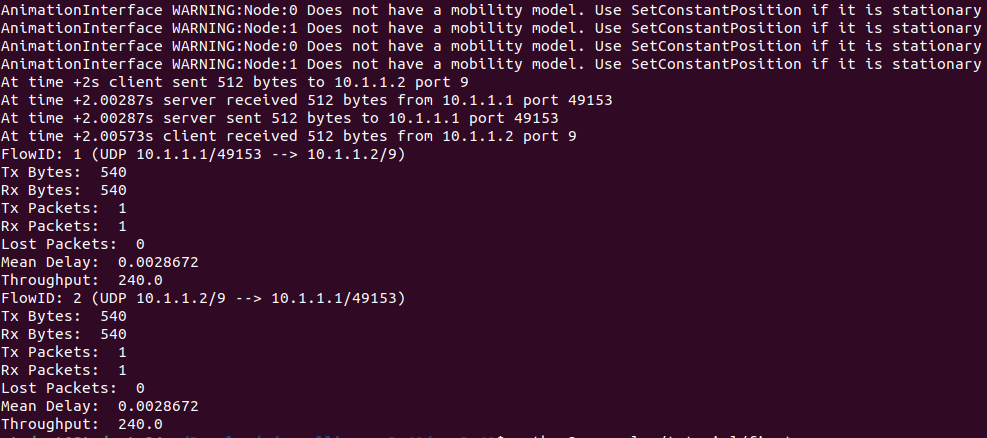 AnimationInterface WARNING:Node:0 Does not have a mobility model. Use SetConstantPosition if it is stationary
AnimationInterface WARNING:Node:1 Does not have a mobility model. Use SetConstantPosition if it is stationary
AnimationInterface WARNING:Node:0 Does not have a mobility model. Use SetConstantPosition if it is stationary
AnimationInterface WARNING:Node:1 Does not have a mobility model. Use SetConstantPosition if it is stationary
At time +2s client sent 512 bytes to 10.1.1.2 port 9
At time +2.00287s server received 512 bytes from 10.1.1.1 port 49153
At time +2.00287s server sent 512 bytes to 10.1.1.1 port 49153
At time +2.00573s client received 512 bytes from 10.1.1.2 port 9
FlowID: 1 (UDP 10.1.1.1/49153 --> 10.1.1.2/9)
Tx Bytes:  540
Rx Bytes:  540
Tx Packets:  1
Rx Packets:  1
Lost Packets:  0
Mean Delay:  0.0028672
Throughput:  240.0
FlowID: 2 (UDP 10.1.1.2/9 --> 10.1.1.1/49153)
Tx Bytes:  540
Rx Bytes:  540
Tx Packets:  1
Rx Packets:  1
Lost Packets:  0
Mean Delay:  0.0028672
Throughput:  240.0